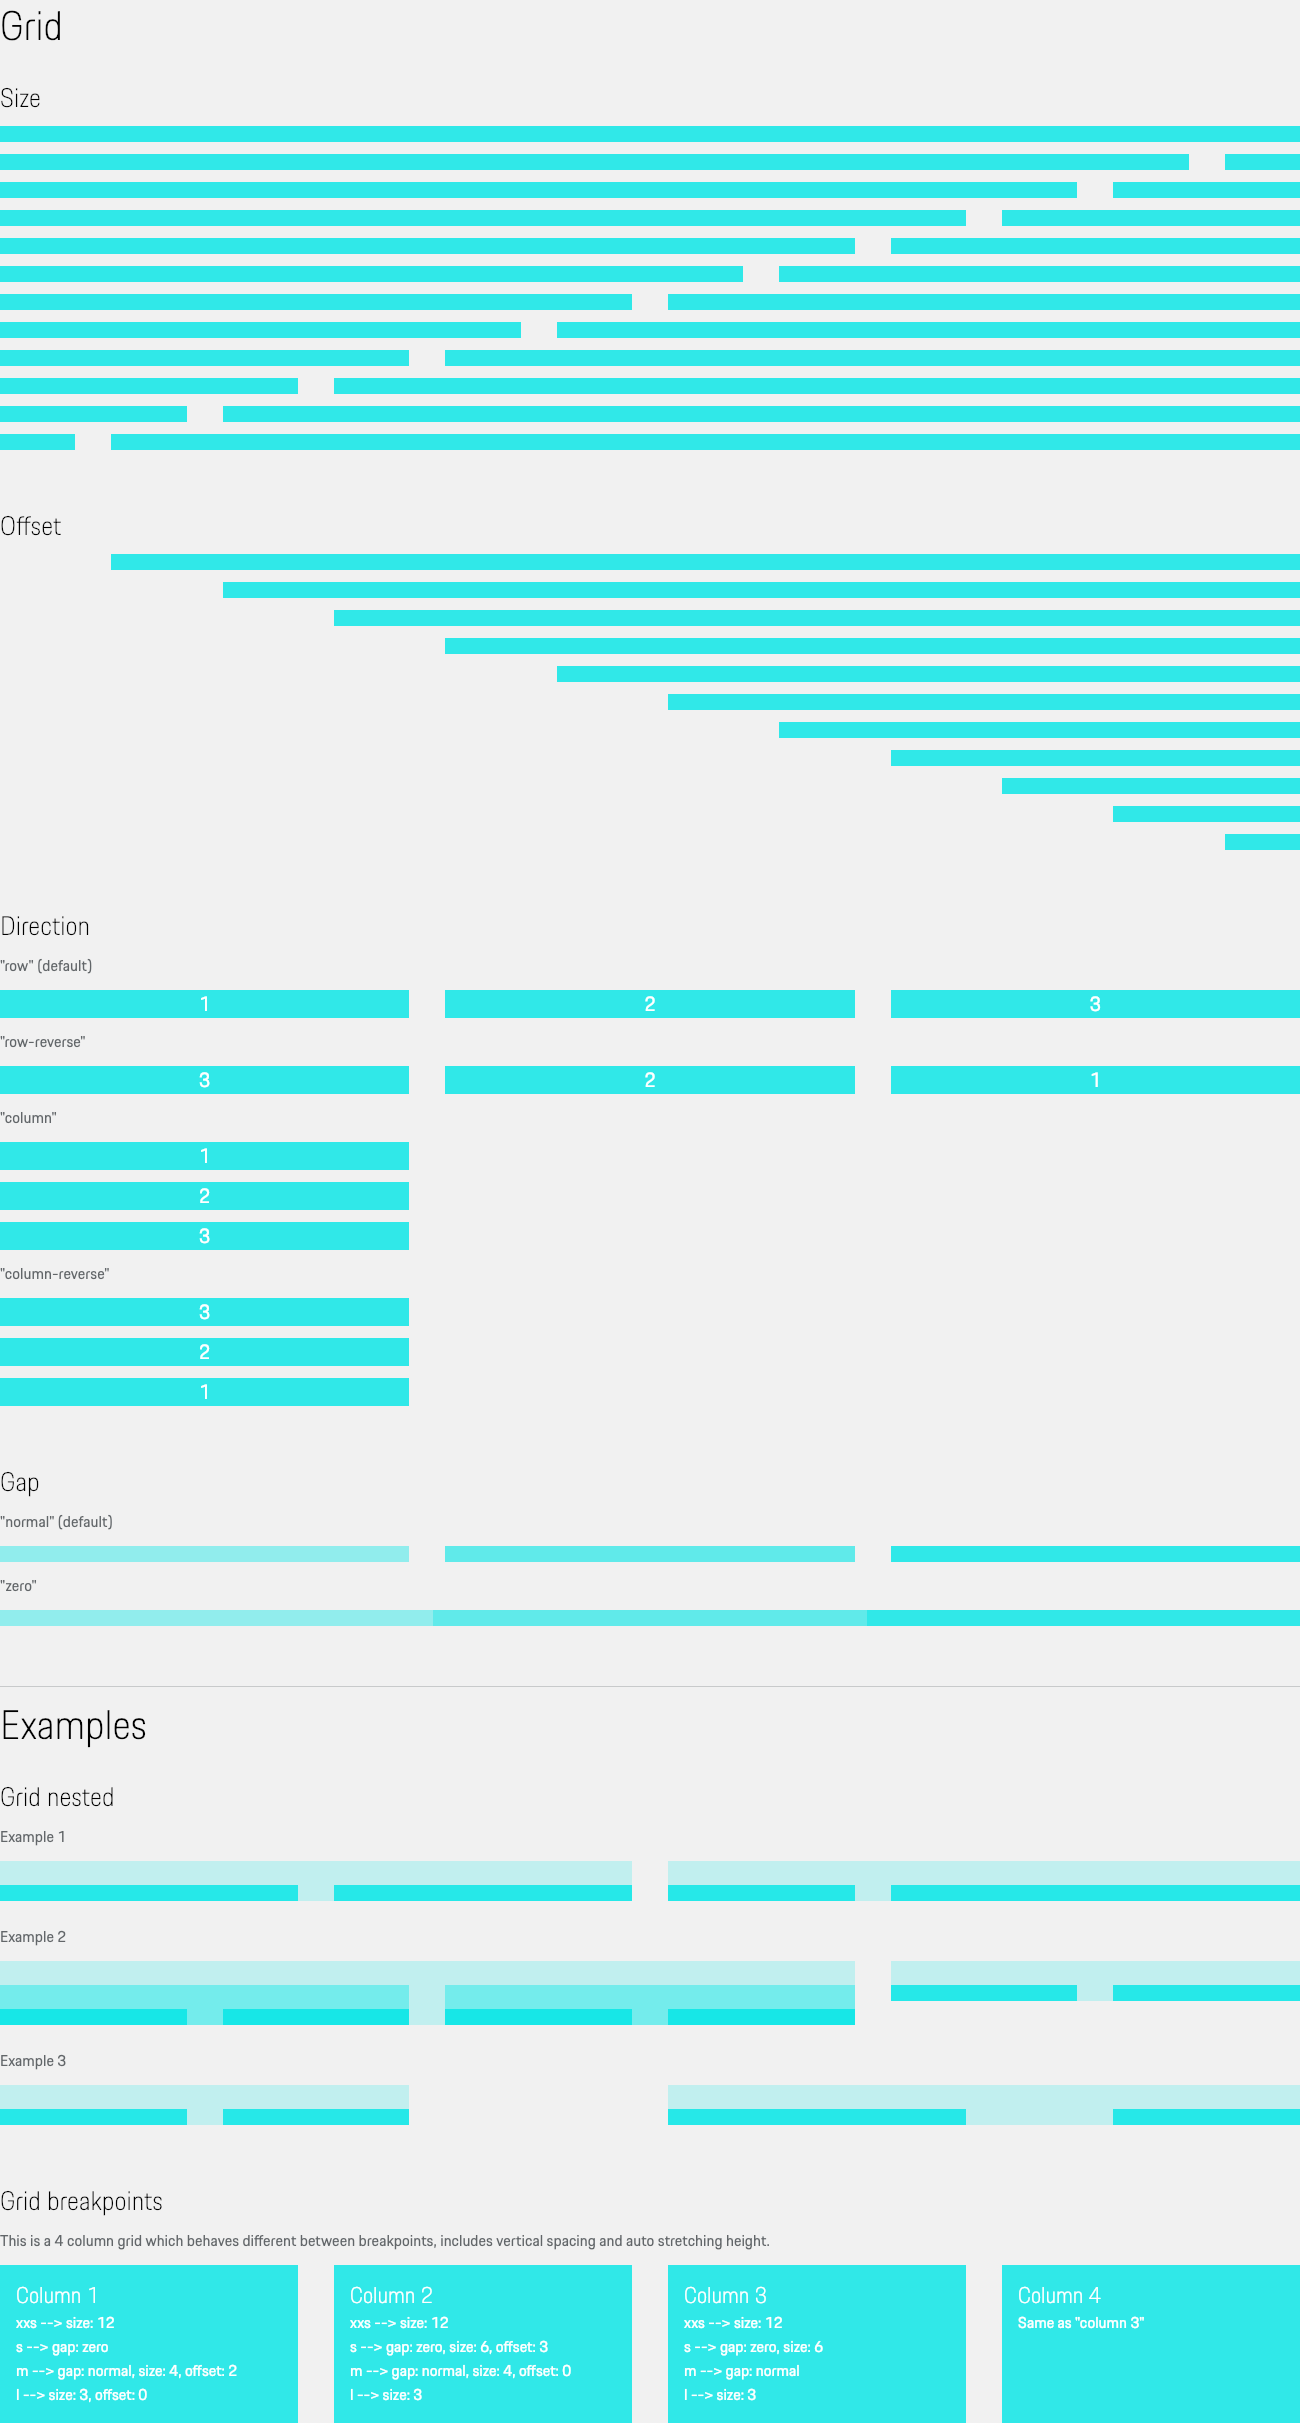 Grid
Size
Offset
Direction
"row" (default)
1 2 3
"row-reverse"
3 2 1
"column"
1
2
3
"column-reverse"
3
2
1
Gap
"normal" (default)
"zero"
Examples
Grid nested
Example 1
Example 2
Example 3
Grid breakpoints
This is a 4 column grid which behaves different between breakpoints, includes vertical spacing and auto stretching height.
Column 1
xxs --> size: 12
s --> gap: zero
m --> gap: normal, size: 4, offset: 2
l --> size: 3, offset: 0
Column 2
xxs --> size: 12
s --> gap: zero, size: 6, offset: 3
m --> gap: normal, size: 4, offset: 0
l --> size: 3
Column 3
xxs --> size: 12
s --> gap: zero, size: 6
m --> gap: normal
l --> size: 3
Column 4
Same as "column 3"